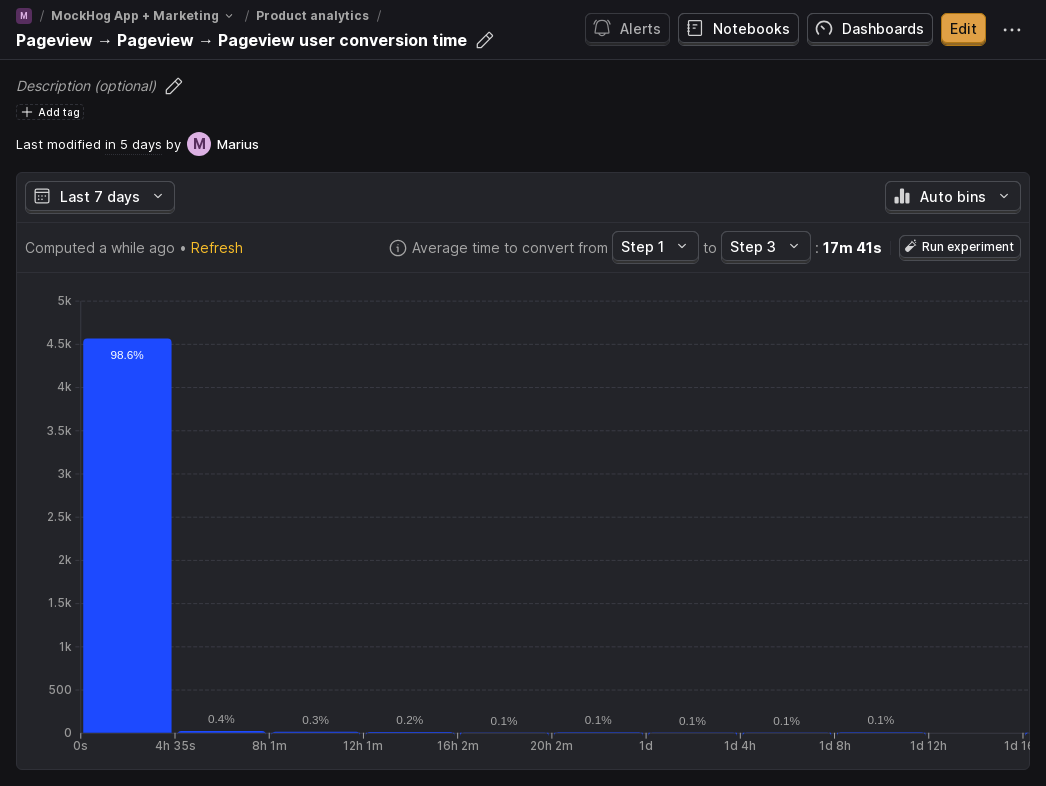 M / MockHog App + Marketing / Product analytics /
Pageview → Pageview → Pageview user conversion time
Alerts
Notebooks
Dashboards
Edit
Description (optional)
Add tag
Last modified in 5 days by M Marius
Last 7 days
Auto bins
Computed a while ago • Refresh
Average time to convert from Step 1 to Step 3 : 17m 41s
Run experiment
5k
4.5k
4k
3.5k
3k
2.5k
2k
1.5k
1k
500
0
98.6%
0.4%
0.3%
0.2%
0.1%
0.1%
0.1%
0.1%
0.1%
0s
4h 35s
8h 1m
12h 1m
16h 2m
20h 2m
1d
1d 4h
1d 8h
1d 12h
1d